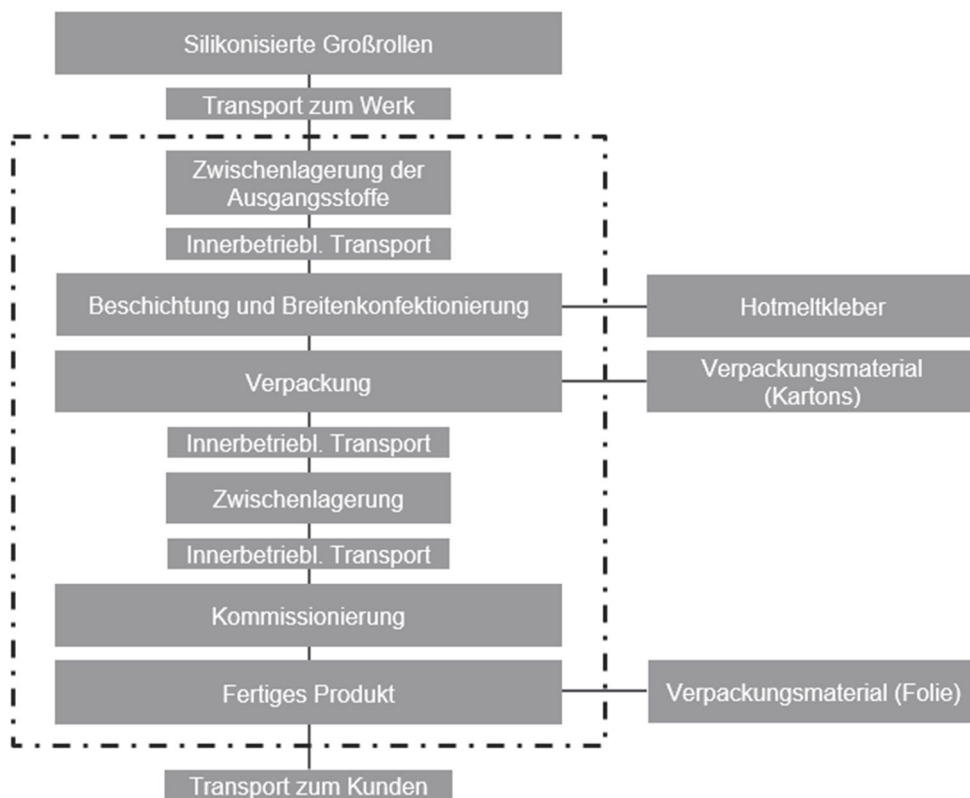 Silikonisierte Großrollen
Transport zum Werk
Zwischenlagerung der
Ausgangsstoffe
Innerbetriebl. Transport
Beschichtung und Breitenkonfektionierung
Hotmeltkleber
Verpackung
Verpackungsmaterial
(Kartons)
Innerbetriebl. Transport
Zwischenlagerung
Innerbetriebl. Transport
Kommissionierung
Fertiges Produkt
Verpackungsmaterial (Folie)
Transport zum Kunden